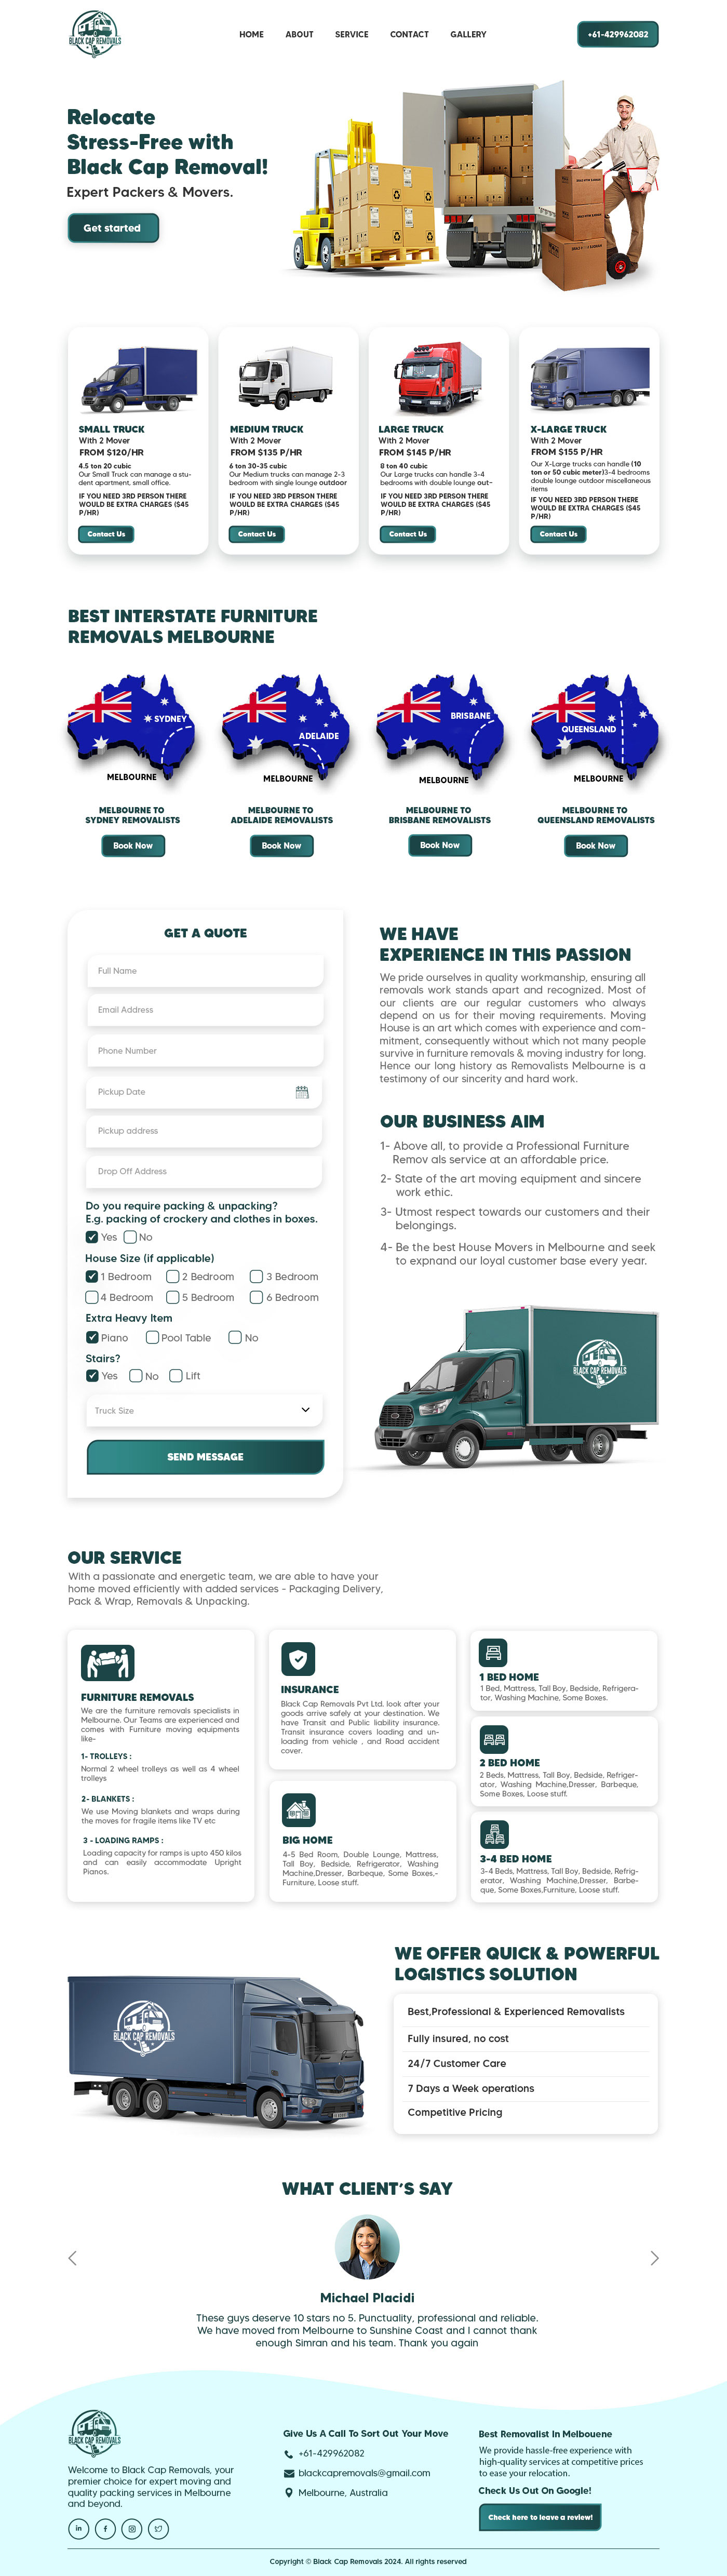 BLACK CAP REMOVALS
HOME
ABOUT
SERVICE
CONTACT
GALLERY
+61-429962082
Relocate
Stress-Free with
Black Cap Removal!
Expert Packers & Movers.
Get started
SMALL TRUCK
With 2 Mover
FROM $120/HR
4.5 ton 20 cubic
Our Small Truck can manage a stu-
dent apartment, small office.
IF YOU NEED 3RD PERSON THERE
WOULD BE EXTRA CHARGES ($45
P/HR)
Contact Us
MEDIUM TRUCK
With 2 Mover
FROM $135 P/HR
6 ton 30-35 cubic
Our Medium trucks can manage 2-3
bedroom with single lounge outdoor
IF YOU NEED 3RD PERSON THERE
WOULD BE EXTRA CHARGES ($45
P/HR)
Contact Us
LARGE TRUCK
With 2 Mover
FROM $145 P/HR
8 ton 40 cubic
Our Large trucks can handle 3-4
bedrooms with double lounge out-
IF YOU NEED 3RD PERSON THERE
WOULD BE EXTRA CHARGES ($45
P/HR)
Contact Us
X-LARGE TRUCK
With 2 Mover
FROM $155 P/HR
Our X-Large trucks can handle (10
ton or 50 cubic meter)3-4 bedrooms
double lounge outdoor miscellaneous
items
IF YOU NEED 3RD PERSON THERE
WOULD BE EXTRA CHARGES ($45
P/HR)
Contact Us
BEST INTERSTATE FURNITURE
REMOVALS MELBOURNE
SYDNEY
MELBOURNE
MELBOURNE TO
SYDNEY REMOVALISTS
Book Now
ADELAIDE
MELBOURNE
MELBOURNE TO
ADELAIDE REMOVALISTS
Book Now
BRISBANE
MELBOURNE
MELBOURNE TO
BRISBANE REMOVALISTS
Book Now
QUEENSLAND
MELBOURNE
MELBOURNE TO
QUEENSLAND REMOVALISTS
Book Now
GET A QUOTE
Full Name
Email Address
Phone Number
Pickup Date
Pickup address
Drop Off Address
Do you require packing & unpacking?
E.g. packing of crockery and clothes in boxes.
Yes No
House Size (if applicable)
1 Bedroom 2 Bedroom 3 Bedroom
4 Bedroom 5 Bedroom 6 Bedroom
Extra Heavy Item
Piano Pool Table No
Stairs?
Yes No Lift
Truck Size
SEND MESSAGE
WE HAVE
EXPERIENCE IN THIS PASSION
We pride ourselves in quality workmanship, ensuring all
removals work stands apart and recognized. Most of
our clients are our regular customers who always
depend on us for their moving requirements. Moving
House is an art which comes with experience and com-
mitment, consequently without which not many people
survive in furniture removals & moving industry for long.
Hence our long history as Removalists Melbourne is a
testimony of our sincerity and hard work.
OUR BUSINESS AIM
1- Above all, to provide a Professional Furniture
Remov als service at an affordable price.
2- State of the art moving equipment and sincere
work ethic.
3- Utmost respect towards our customers and their
belongings.
4- Be the best House Movers in Melbourne and seek
to expnand our loyal customer base every year.
BLACK CAP REMOVALS
OUR SERVICE
With a passionate and energetic team, we are able to have your
home moved efficiently with added services - Packaging Delivery,
Pack & Wrap, Removals & Unpacking.
FURNITURE REMOVALS
We are the furniture removals specialists in
Melbourne. Our Teams are experienced and
comes with Furniture moving equipments
like-
1- TROLLEYS :
Normal 2 wheel trolleys as well as 4 wheel
trolleys
2- BLANKETS :
We use Moving blankets and wraps during
the moves for fragile items like TV etc
3 - LOADING RAMPS :
Loading capacity for ramps is upto 450 kilos
and can easily accommodate Upright
Pianos.
INSURANCE
Black Cap Removals Pvt Ltd. look after your
goods arrive safely at your destination. We
have Transit and Public liability insurance.
Transit insurance covers loading and un-
loading from vehicle , and Road accident
cover.
BIG HOME
4-5 Bed Room, Double Lounge, Mattress,
Tall Boy, Bedside, Refrigerator, Washing
Machine,Dresser, Barbeque, Some Boxes,-
Furniture, Loose stuff.
1 BED HOME
1 Bed, Mattress, Tall Boy, Bedside, Refrigera-
tor, Washing Machine, Some Boxes.
2 BED HOME
2 Beds, Mattress, Tall Boy, Bedside, Refriger-
ator, Washing Machine,Dresser, Barbeque,
Some Boxes, Loose stuff.
3-4 BED HOME
3-4 Beds, Mattress, Tall Boy, Bedside, Refrig-
erator, Washing Machine,Dresser, Barbe-
que, Some Boxes,Furniture, Loose stuff.
BLACK CAP REMOVALS
WE OFFER QUICK & POWERFUL
LOGISTICS SOLUTION
Best,Professional & Experienced Removalists
Fully insured, no cost
24/7 Customer Care
7 Days a Week operations
Competitive Pricing
WHAT CLIENT'S SAY
Michael Placidi
These guys deserve 10 stars no 5. Punctuality, professional and reliable.
We have moved from Melbourne to Sunshine Coast and I cannot thank
enough Simran and his team. Thank you again
BLACK CAP REMOVALS
Welcome to Black Cap Removals, your
premier choice for expert moving and
quality packing services in Melbourne
and beyond.
Give Us A Call To Sort Out Your Move
+61-429962082
blackcapremovals@gmail.com
Melbourne, Australia
Best Removalist In Melbouene
We provide hassle-free experience with
high-quality services at competitive prices
to ease your relocation.
Check Us Out On Google!
Check here to leave a review!
Copyright © Black Cap Removals 2024. All rights reserved